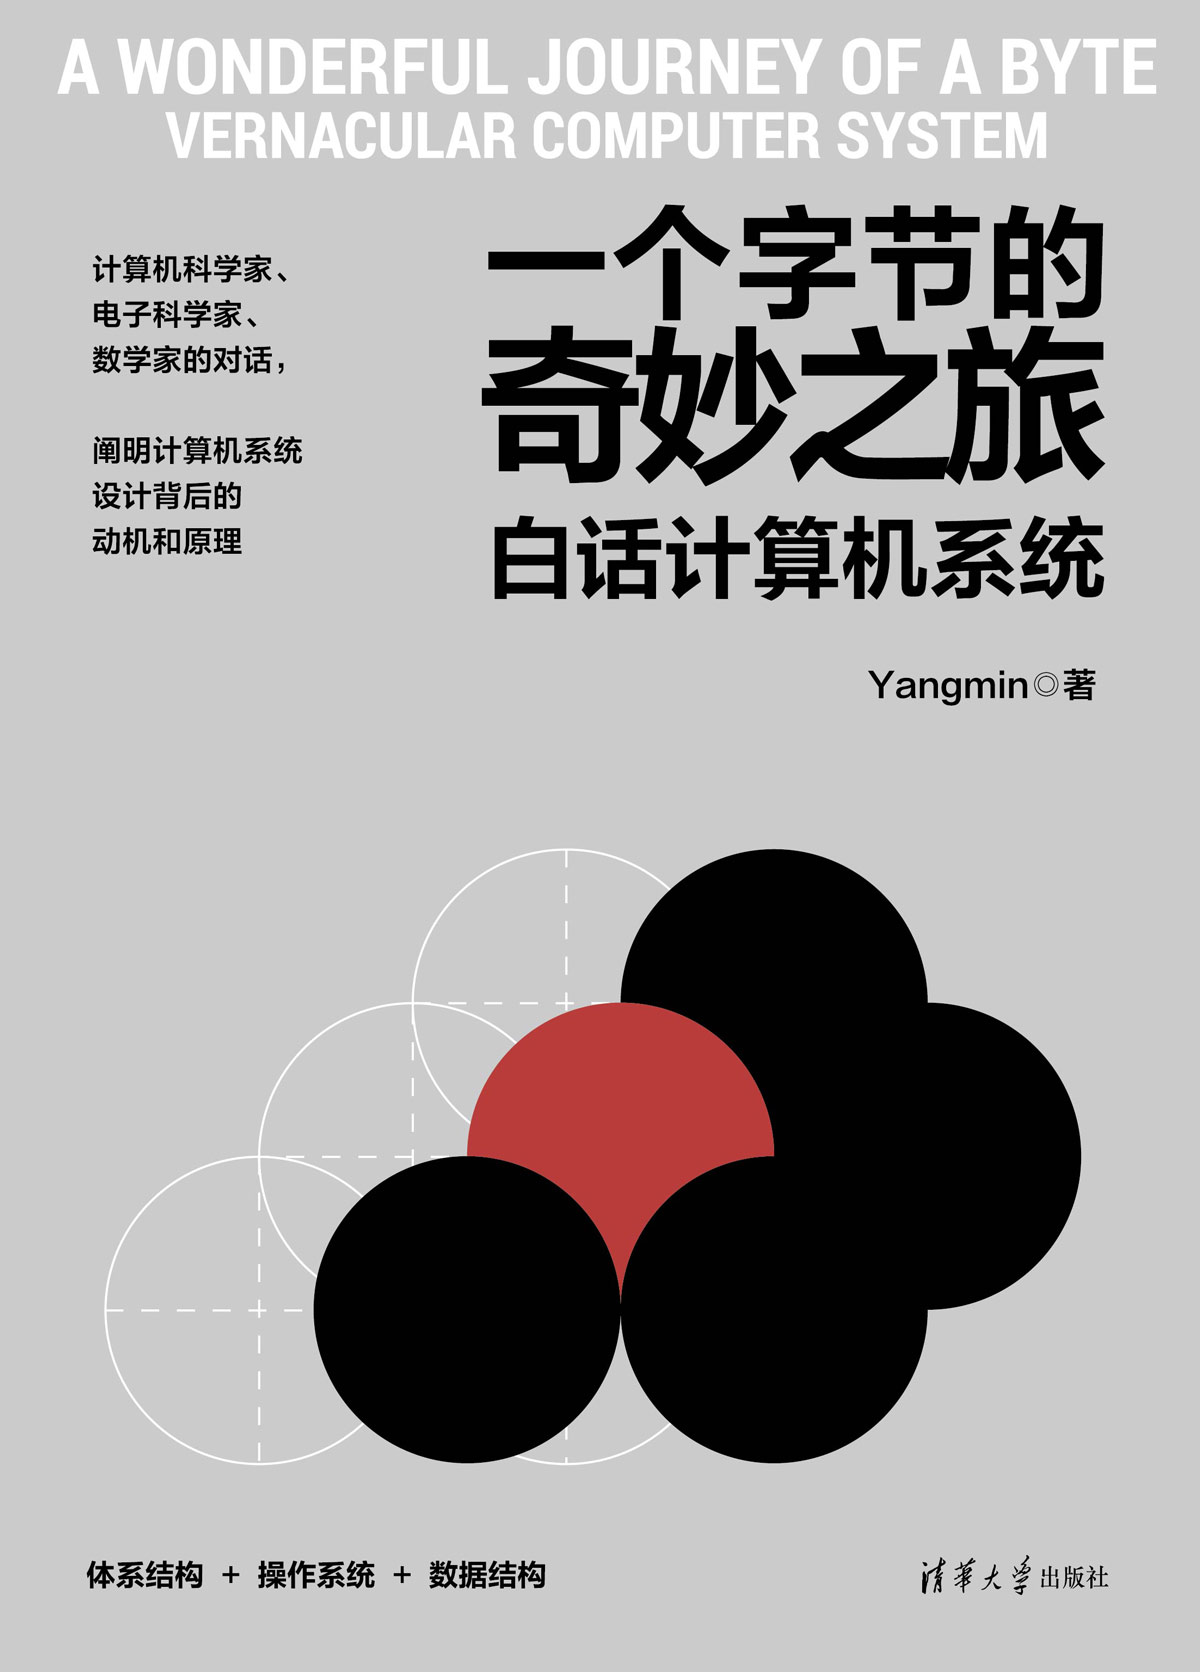 A WONDERFUL JOURNEY OF A BYTE
VERNACULAR COMPUTER SYSTEM
一个字节的
奇妙之旅
白话计算机系统
计算机科学家、
电子科学家、
数学家的对话，
阐明计算机系统
设计背后的
动机和原理
Yangmin◎著
体系结构 + 操作系统 + 数据结构
清华大学出版社